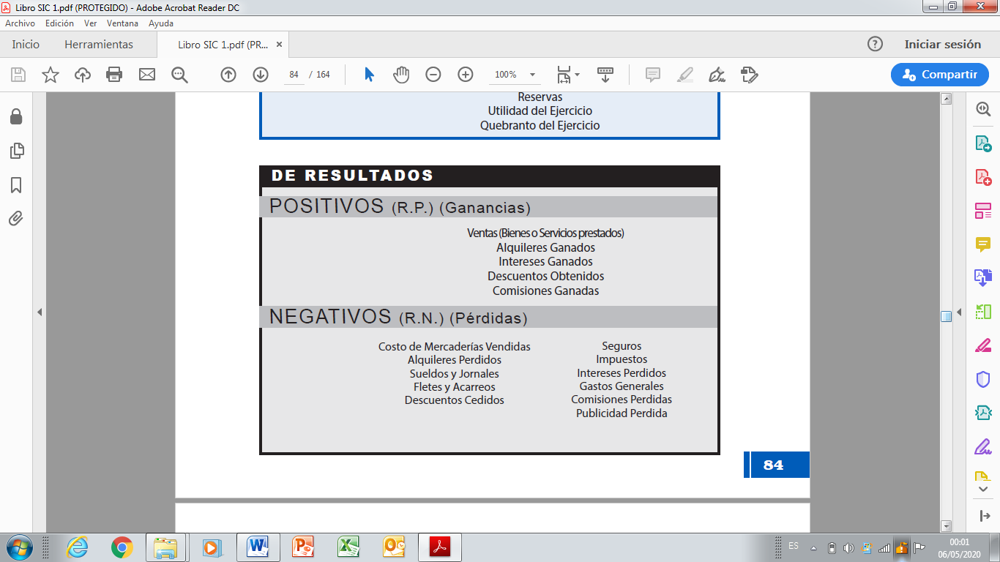 Libro SIC 1.pdf (PROTEGIDO) - Adobe Acrobat Reader DC
Archivo Edición Ver Ventana Ayuda
Inicio Herramientas Libro SIC 1.pdf (PR... × Iniciar sesión
84 / 164 100% Compartir
Reservas
Utilidad del Ejercicio
Quebranto del Ejercicio
DE RESULTADOS
POSITIVOS (R.P.) (Ganancias)
Ventas (Bienes o Servicios prestados)
Alquileres Ganados
Intereses Ganados
Descuentos Obtenidos
Comisiones Ganadas
NEGATIVOS (R.N.) (Pérdidas)
Costo de Mercaderías Vendidas
Alquileres Perdidos
Sueldos y Jornales
Fletes y Acarreos
Descuentos Cedidos
Seguros
Impuestos
Intereses Perdidos
Gastos Generales
Comisiones Perdidas
Publicidad Perdida
84
ES
00:01
06/05/2020